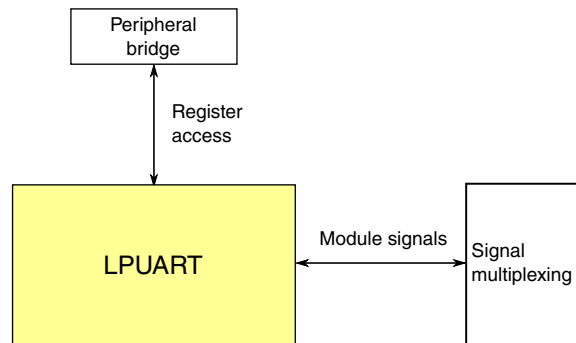 Peripheral
bridge
Register
access
LPUART
Module signals
Signal
multiplexing